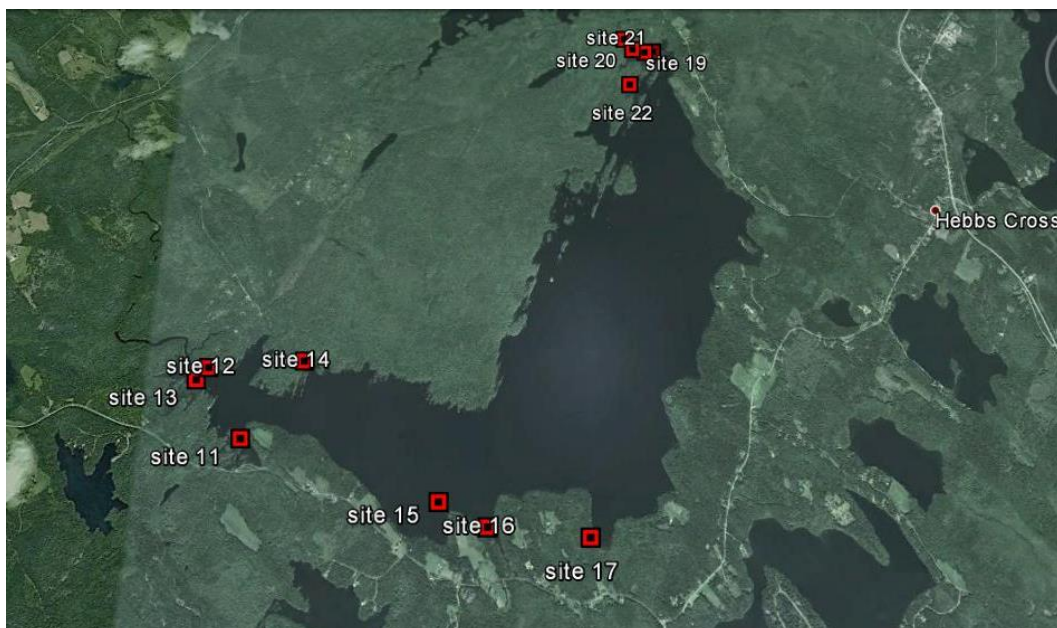 site 21
site 20
site 19
site 22
Hebbs Cross
site 12
site 14
site 13
site 11
site 15
site 16
site 17